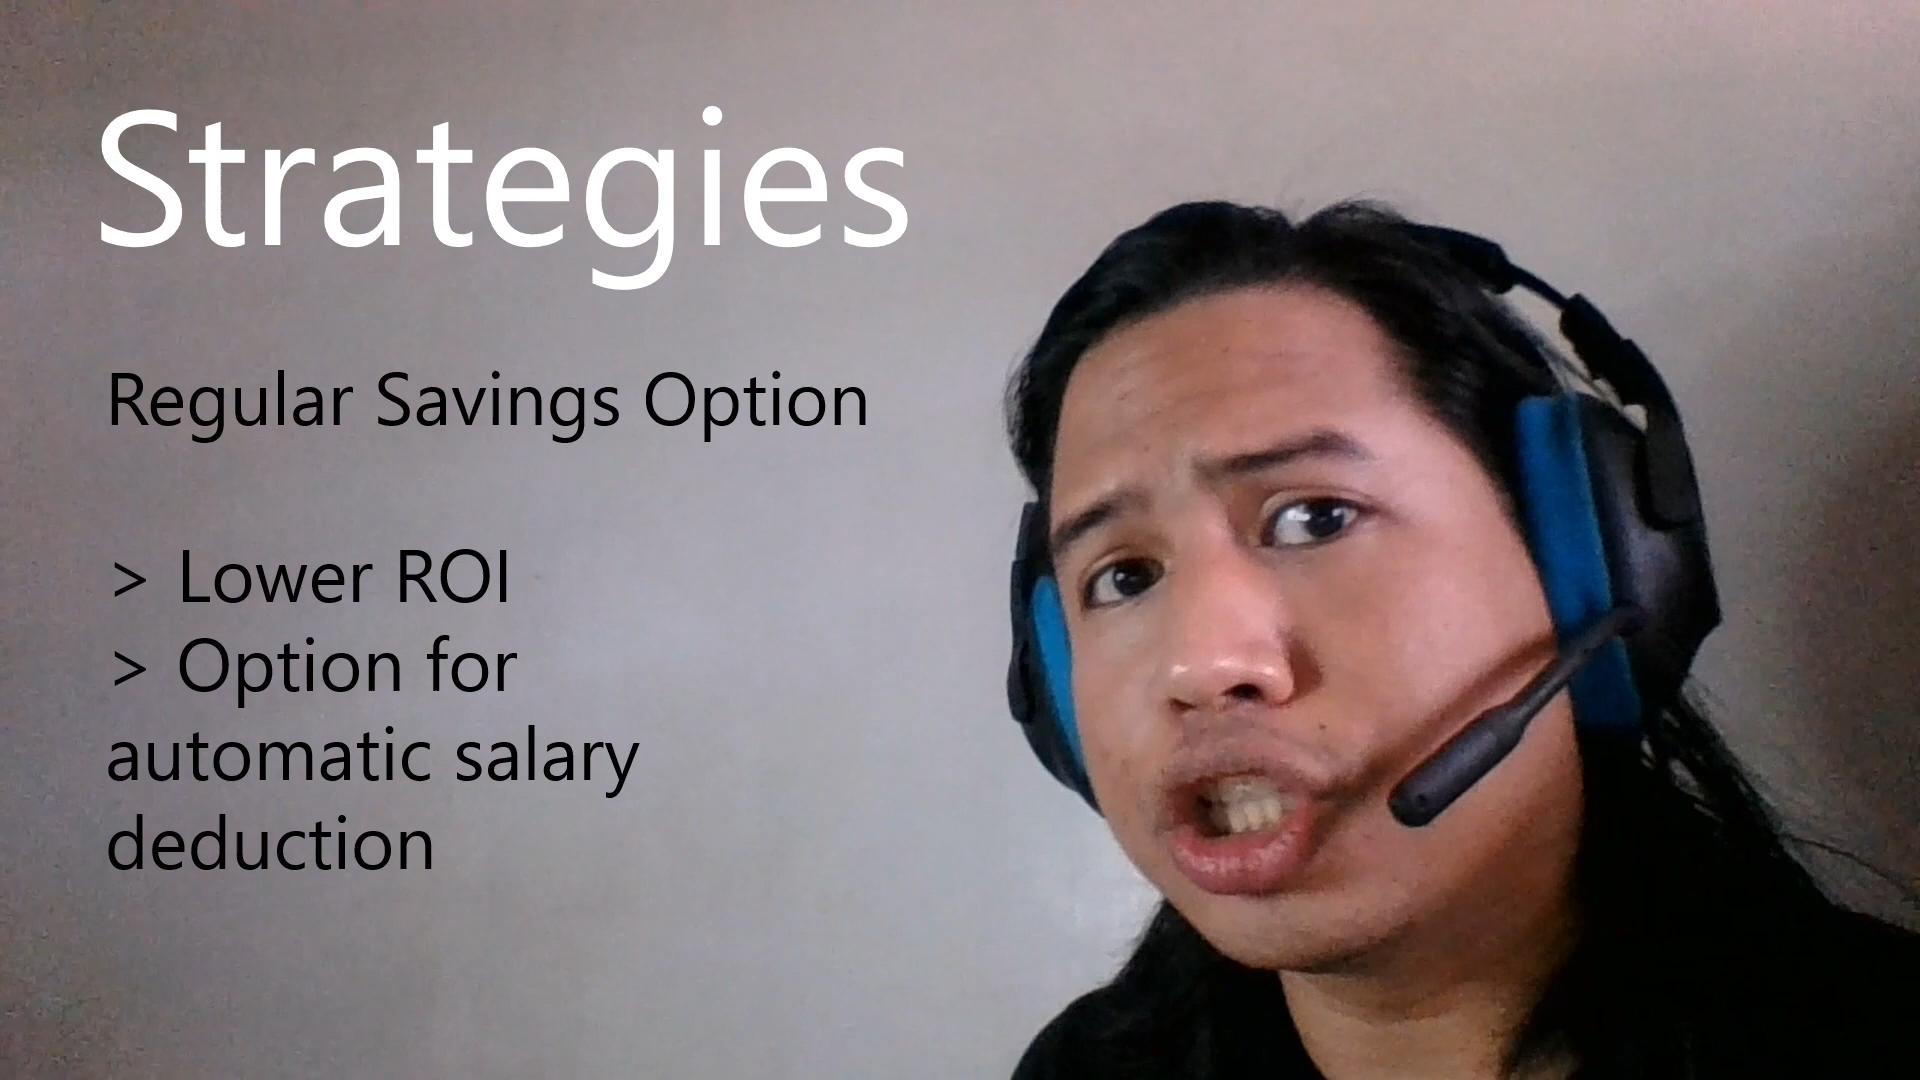 Strategies
Regular Savings Option
> Lower ROI
> Option for
automatic salary
deduction